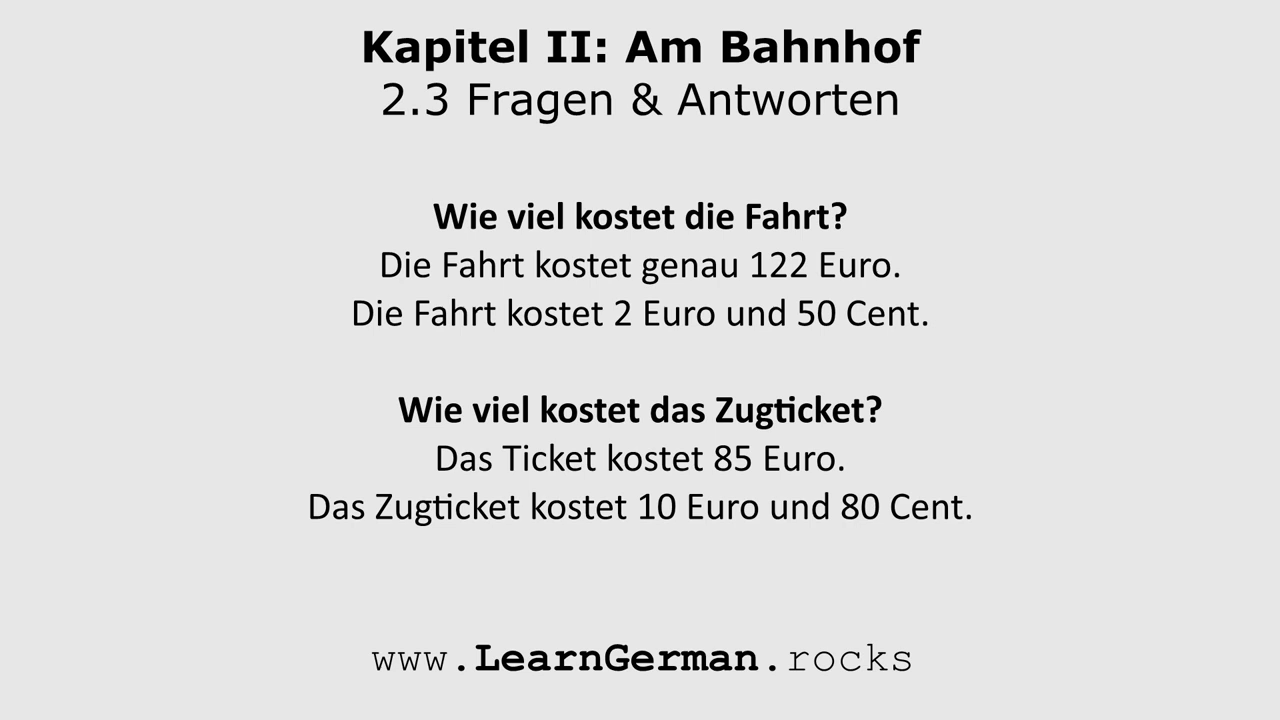 Kapitel II: Am Bahnhof
2.3 Fragen & Antworten
Wie viel kostet die Fahrt?
Die Fahrt kostet genau 122 Euro.
Die Fahrt kostet 2 Euro und 50 Cent.
Wie viel kostet das Zugticket?
Das Ticket kostet 85 Euro.
Das Zugticket kostet 10 Euro und 80 Cent.
www.LearnGerman.rocks